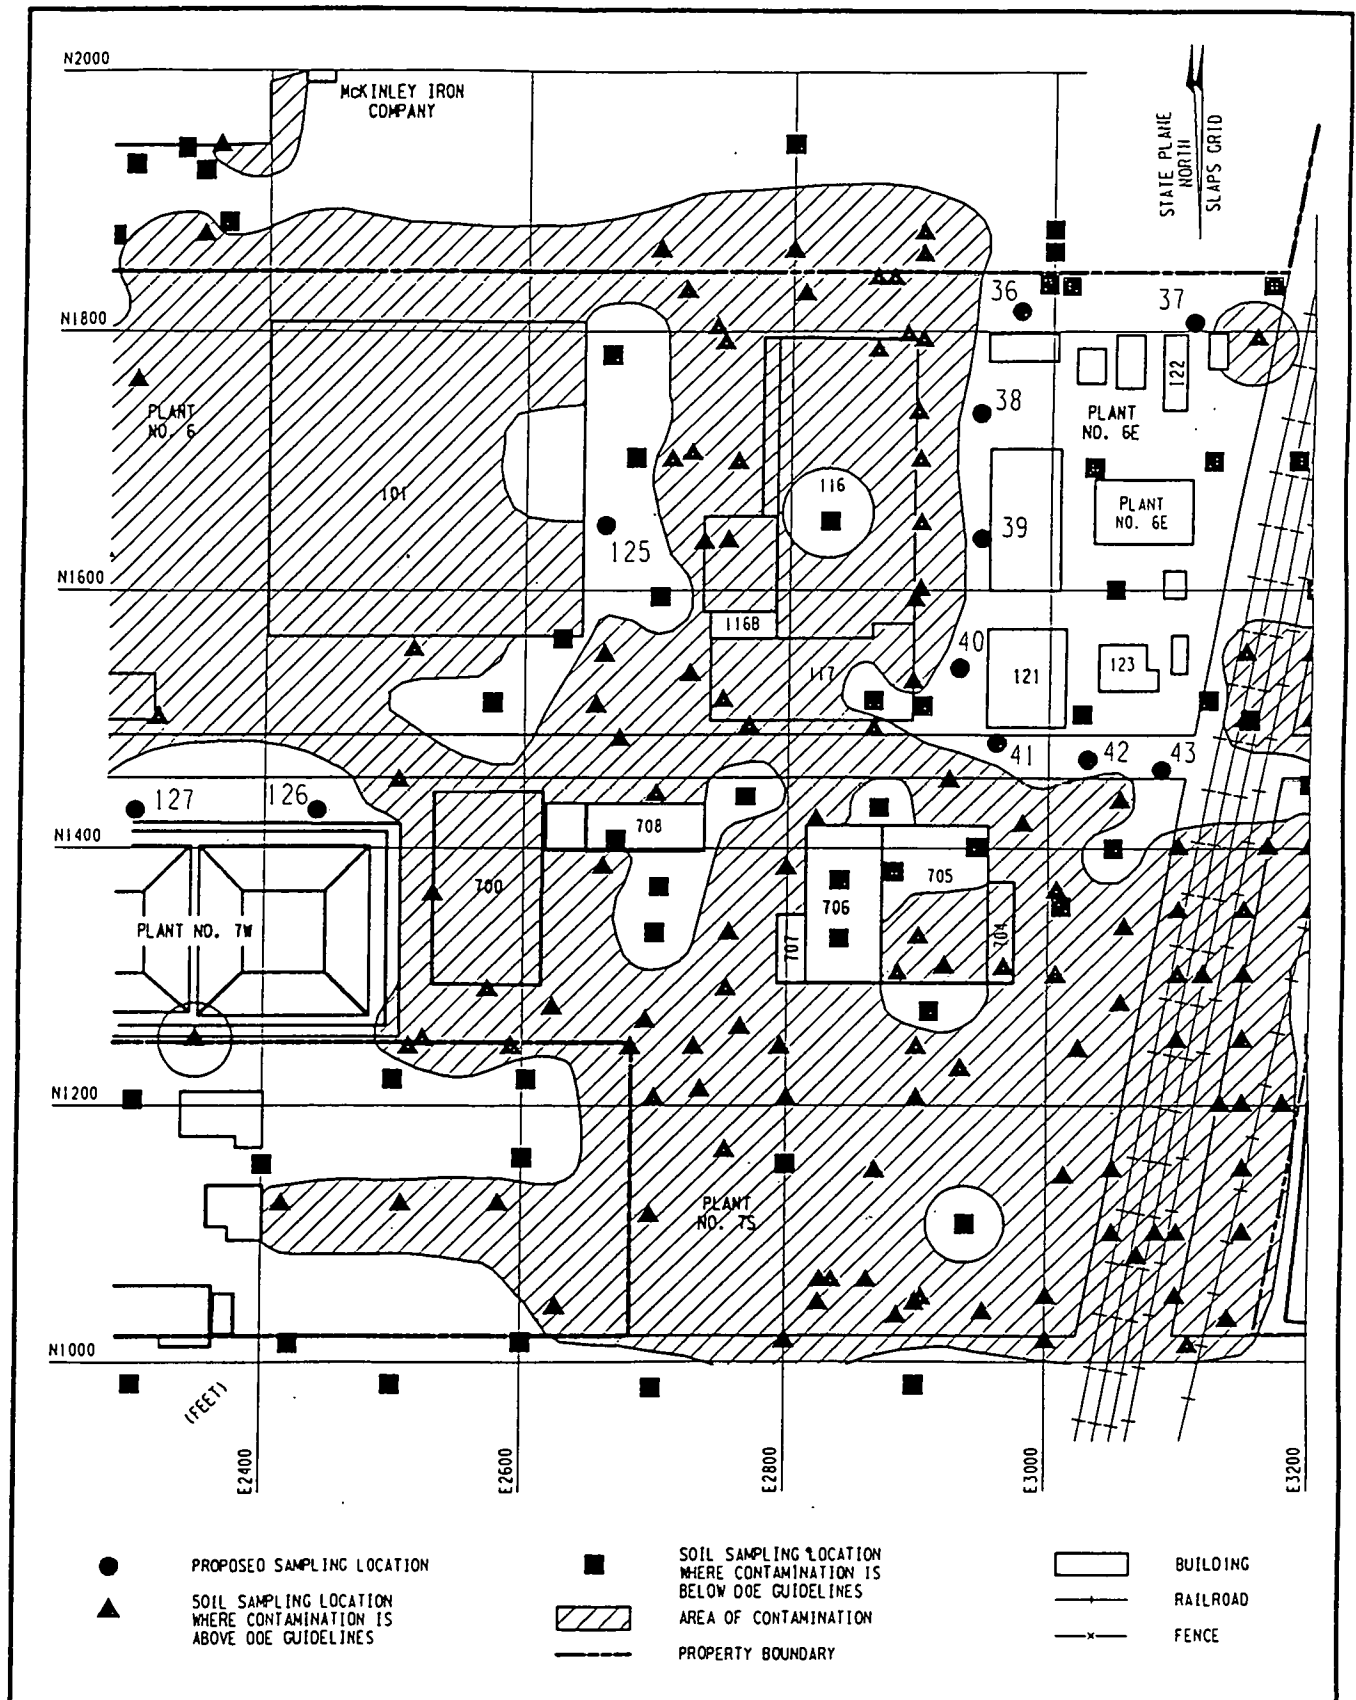 N2000
McKINLEY IRON
COMPANY
STATE PLANE
NORTH
SLAPS GRID
36
37
N1800
122
38
PLANT
NO. 6
PLANT
NO. 6E
101
116
PLANT
NO. 6E
39
125
N1600
116B
40
117
121
123
41
42
43
127
126
708
N1400
700
705
706
PLANT NO. 7W
707
704
N1200
PLANT
NO. 7S
N1000
(FEET)
E2400
E2600
E2800
E3000
E3200
PROPOSED SAMPLING LOCATION
SOIL SAMPLING LOCATION
WHERE CONTAMINATION IS
ABOVE DOE GUIDELINES
SOIL SAMPLING LOCATION
WHERE CONTAMINATION IS
BELOW DOE GUIDELINES
AREA OF CONTAMINATION
PROPERTY BOUNDARY
BUILDING
RAILROAD
FENCE